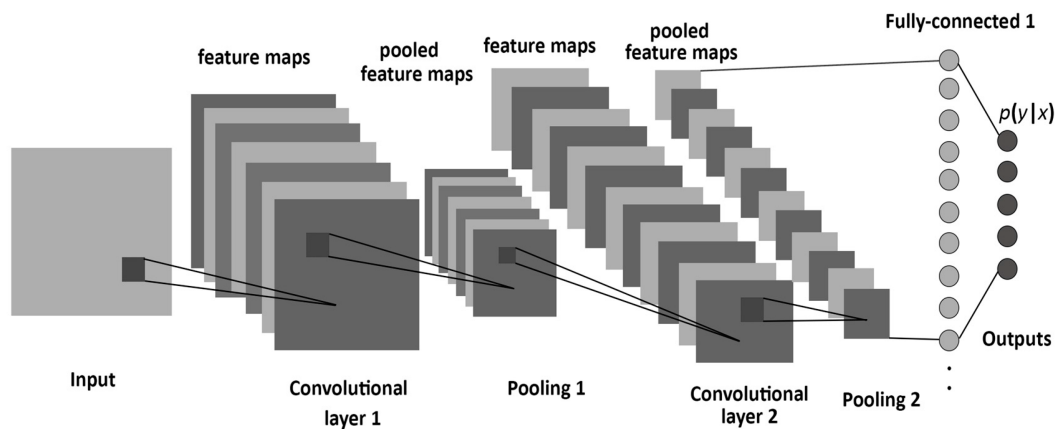 Fully-connected 1
feature maps
pooled
feature maps
feature maps
pooled
feature maps
p(y|x)
Input
Convolutional
layer 1
Pooling 1
Convolutional
layer 2
Pooling 2
Outputs